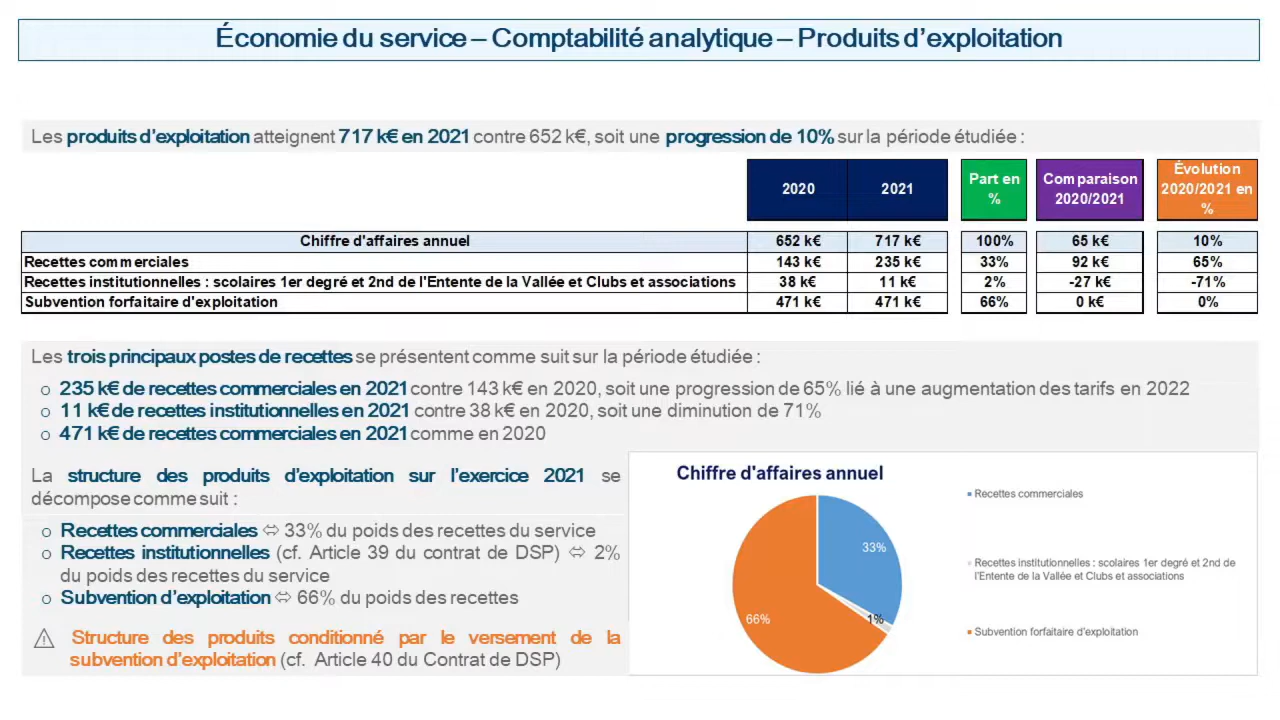 Économie du service – Comptabilité analytique – Produits d'exploitation
Les produits d'exploitation atteignent 717 k€ en 2021 contre 652 k€, soit une progression de 10% sur la période étudiée :
2020 2021 Part en % Comparaison 2020/2021 Évolution 2020/2021 en %
Chiffre d'affaires annuel 652 k€ 717 k€ 100% 65 k€ 10%
Recettes commerciales 143 k€ 235 k€ 33% 92 k€ 65%
Recettes institutionnelles : scolaires 1er degré et 2nd de l'Entente de la Vallée et Clubs et associations 38 k€ 11 k€ 2% -27 k€ -71%
Subvention forfaitaire d'exploitation 471 k€ 471 k€ 66% 0 k€ 0%
Les trois principaux postes de recettes se présentent comme suit sur la période étudiée :
o 235 k€ de recettes commerciales en 2021 contre 143 k€ en 2020, soit une progression de 65% lié à une augmentation des tarifs en 2022
o 11 k€ de recettes institutionnelles en 2021 contre 38 k€ en 2020, soit une diminution de 71%
o 471 k€ de recettes commerciales en 2021 comme en 2020
La structure des produits d'exploitation sur l'exercice 2021 se
décompose comme suit :
o Recettes commerciales ⬄ 33% du poids des recettes du service
o Recettes institutionnelles (cf. Article 39 du contrat de DSP) ⬄ 2%
du poids des recettes du service
o Subvention d'exploitation ⬄ 66% du poids des recettes
⚠ Structure des produits conditionné par le versement de la
subvention d'exploitation (cf. Article 40 du Contrat de DSP)
Chiffre d'affaires annuel
33%
1%
66%
Recettes commerciales
Recettes institutionnelles : scolaires 1er degré et 2nd de
l'Entente de la Vallée et Clubs et associations
Subvention forfaitaire d'exploitation